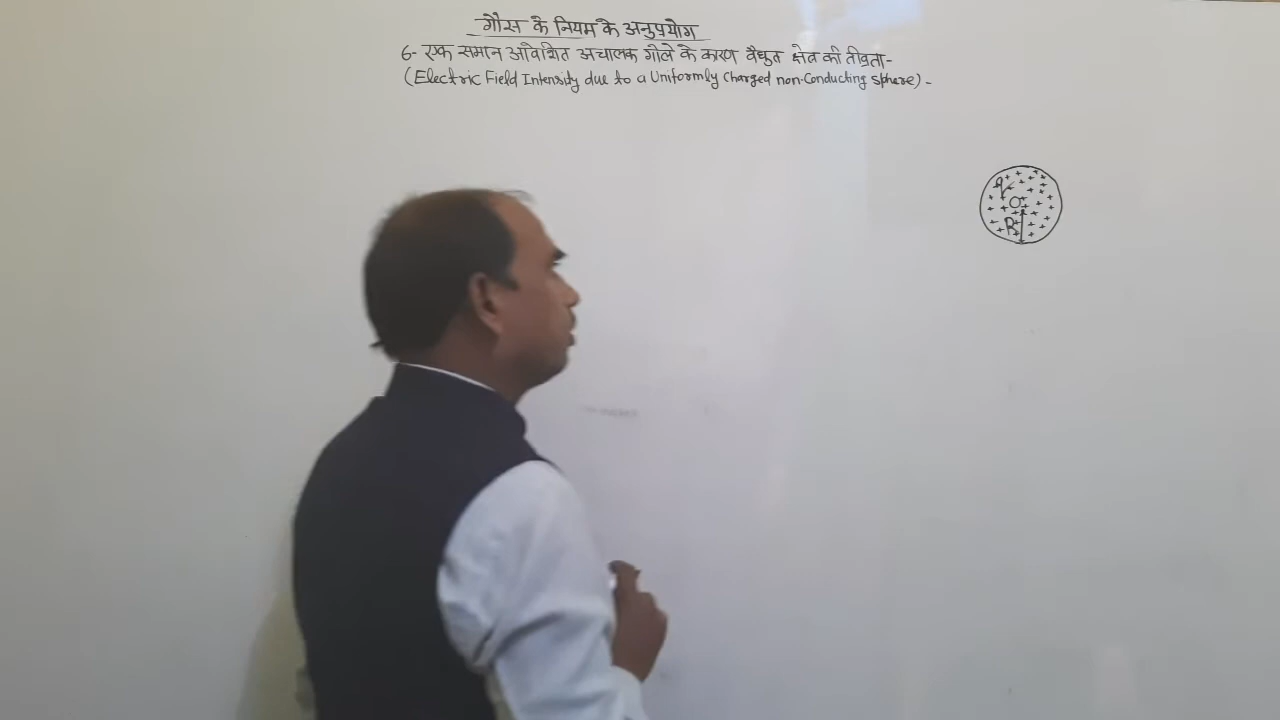 गौस के नियम के अनुप्रयोग
6- एक समान आवेशित अचालक गोले के कारण वैद्युत क्षेत्र की तीव्रता-
(Electric Field Intensity due to a Uniformly Charged non-Conducting Sphere) -
q
O
R